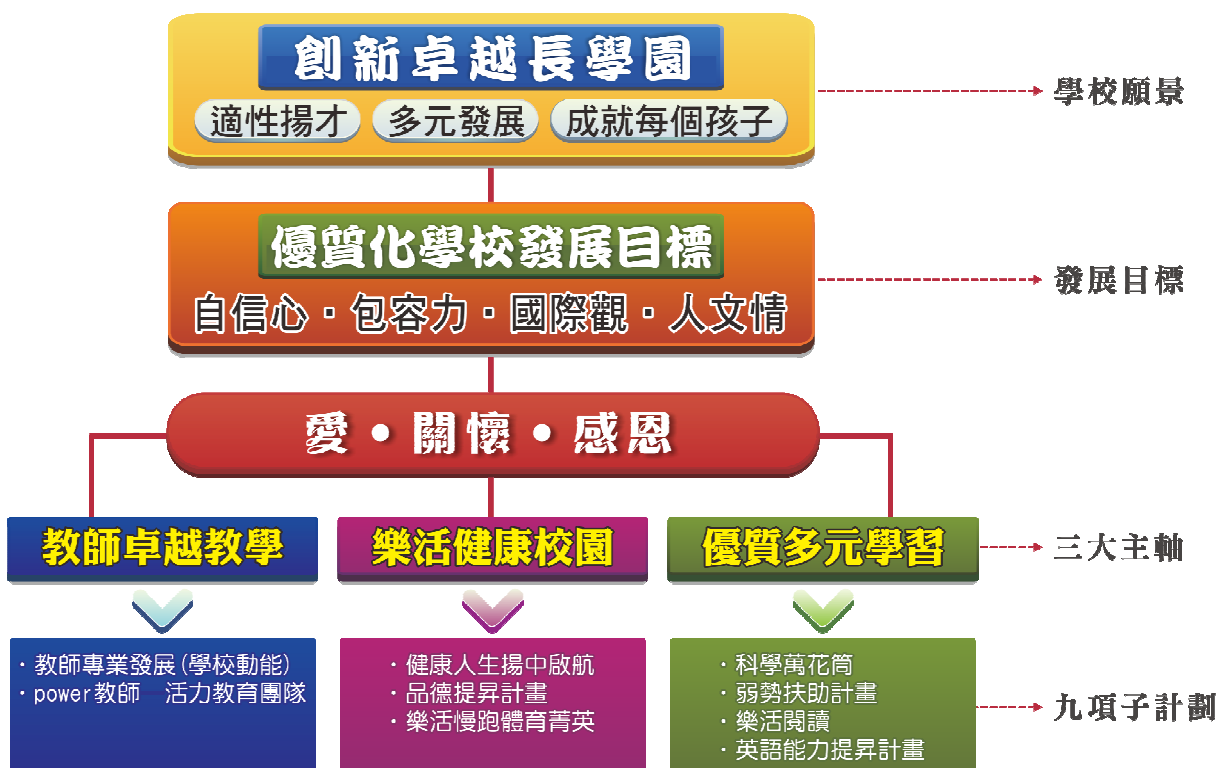 創新卓越長學園
適性揚才 多元發展 成就每個孩子
學校願景
優質化學校發展目標
自信心・包容力・國際觀・人文情
發展目標
愛・關懷・感恩
教師卓越教學 樂活健康校園 優質多元學習
三大主軸
・教師專業發展(學校動能)
・power教師—活力教育團隊
・健康人生揚中啟航
・品德提昇計畫
・樂活慢跑體育菁英
・科學萬花筒
・弱勢扶助計畫
・樂活閱讀
・英語能力提昇計畫
九項子計劃